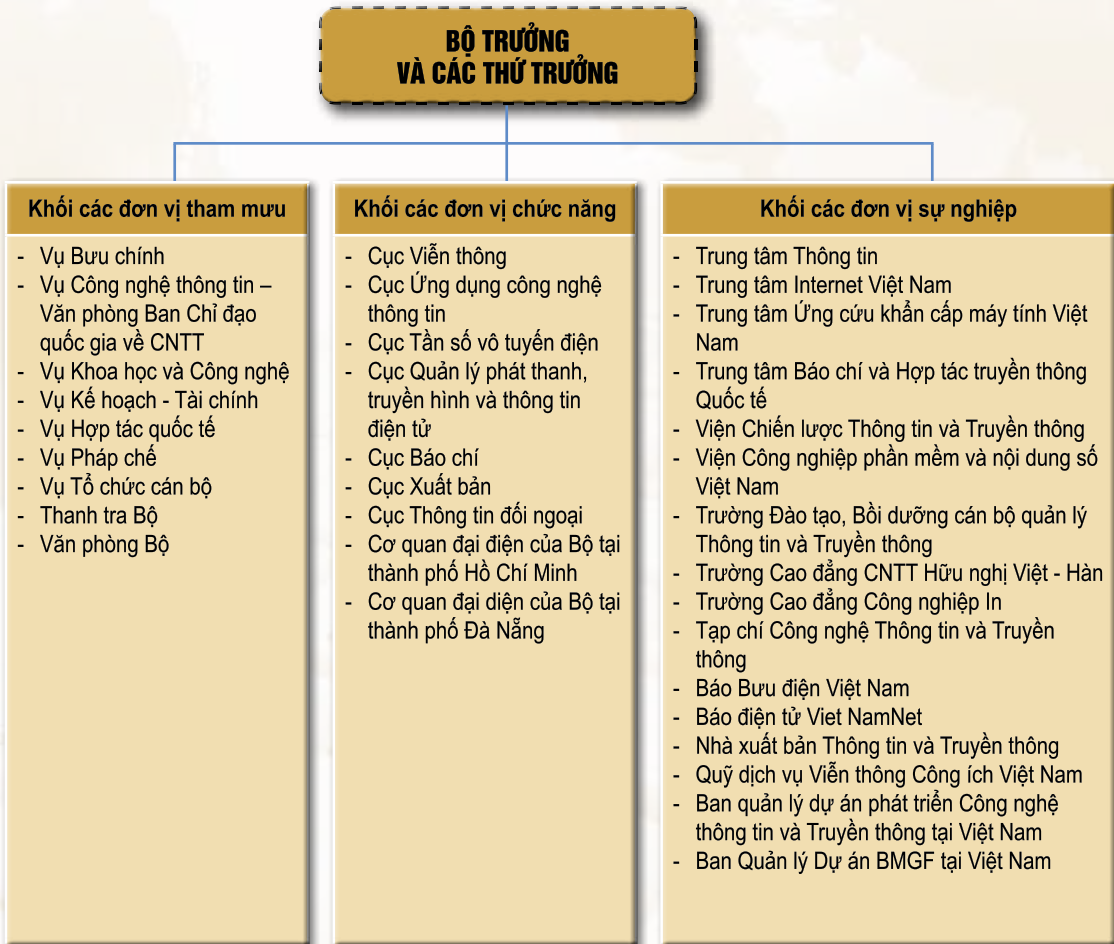 BỘ TRƯỞNG
VÀ CÁC THỨ TRƯỞNG
Khối các đơn vị tham mưu
- Vụ Bưu chính
- Vụ Công nghệ thông tin –
Văn phòng Ban Chỉ đạo
quốc gia về CNTT
- Vụ Khoa học và Công nghệ
- Vụ Kế hoạch - Tài chính
- Vụ Hợp tác quốc tế
- Vụ Pháp chế
- Vụ Tổ chức cán bộ
- Thanh tra Bộ
- Văn phòng Bộ
Khối các đơn vị chức năng
- Cục Viễn thông
- Cục Ứng dụng công nghệ
thông tin
- Cục Tần số vô tuyến điện
- Cục Quản lý phát thanh,
truyền hình và thông tin
điện tử
- Cục Báo chí
- Cục Xuất bản
- Cục Thông tin đối ngoại
- Cơ quan đại điện của Bộ tại
thành phố Hồ Chí Minh
- Cơ quan đại diện của Bộ tại
thành phố Đà Nẵng
Khối các đơn vị sự nghiệp
- Trung tâm Thông tin
- Trung tâm Internet Việt Nam
- Trung tâm Ứng cứu khẩn cấp máy tính Việt
Nam
- Trung tâm Báo chí và Hợp tác truyền thông
Quốc tế
- Viện Chiến lược Thông tin và Truyền thông
- Viện Công nghiệp phần mềm và nội dung số
Việt Nam
- Trường Đào tạo, Bồi dưỡng cán bộ quản lý
Thông tin và Truyền thông
- Trường Cao đẳng CNTT Hữu nghị Việt - Hàn
- Trường Cao đẳng Công nghiệp In
- Tạp chí Công nghệ Thông tin và Truyền
thông
- Báo Bưu điện Việt Nam
- Báo điện tử Viet NamNet
- Nhà xuất bản Thông tin và Truyền thông
- Quỹ dịch vụ Viễn thông Công ích Việt Nam
- Ban quản lý dự án phát triển Công nghệ
thông tin và Truyền thông tại Việt Nam
- Ban Quản lý Dự án BMGF tại Việt Nam